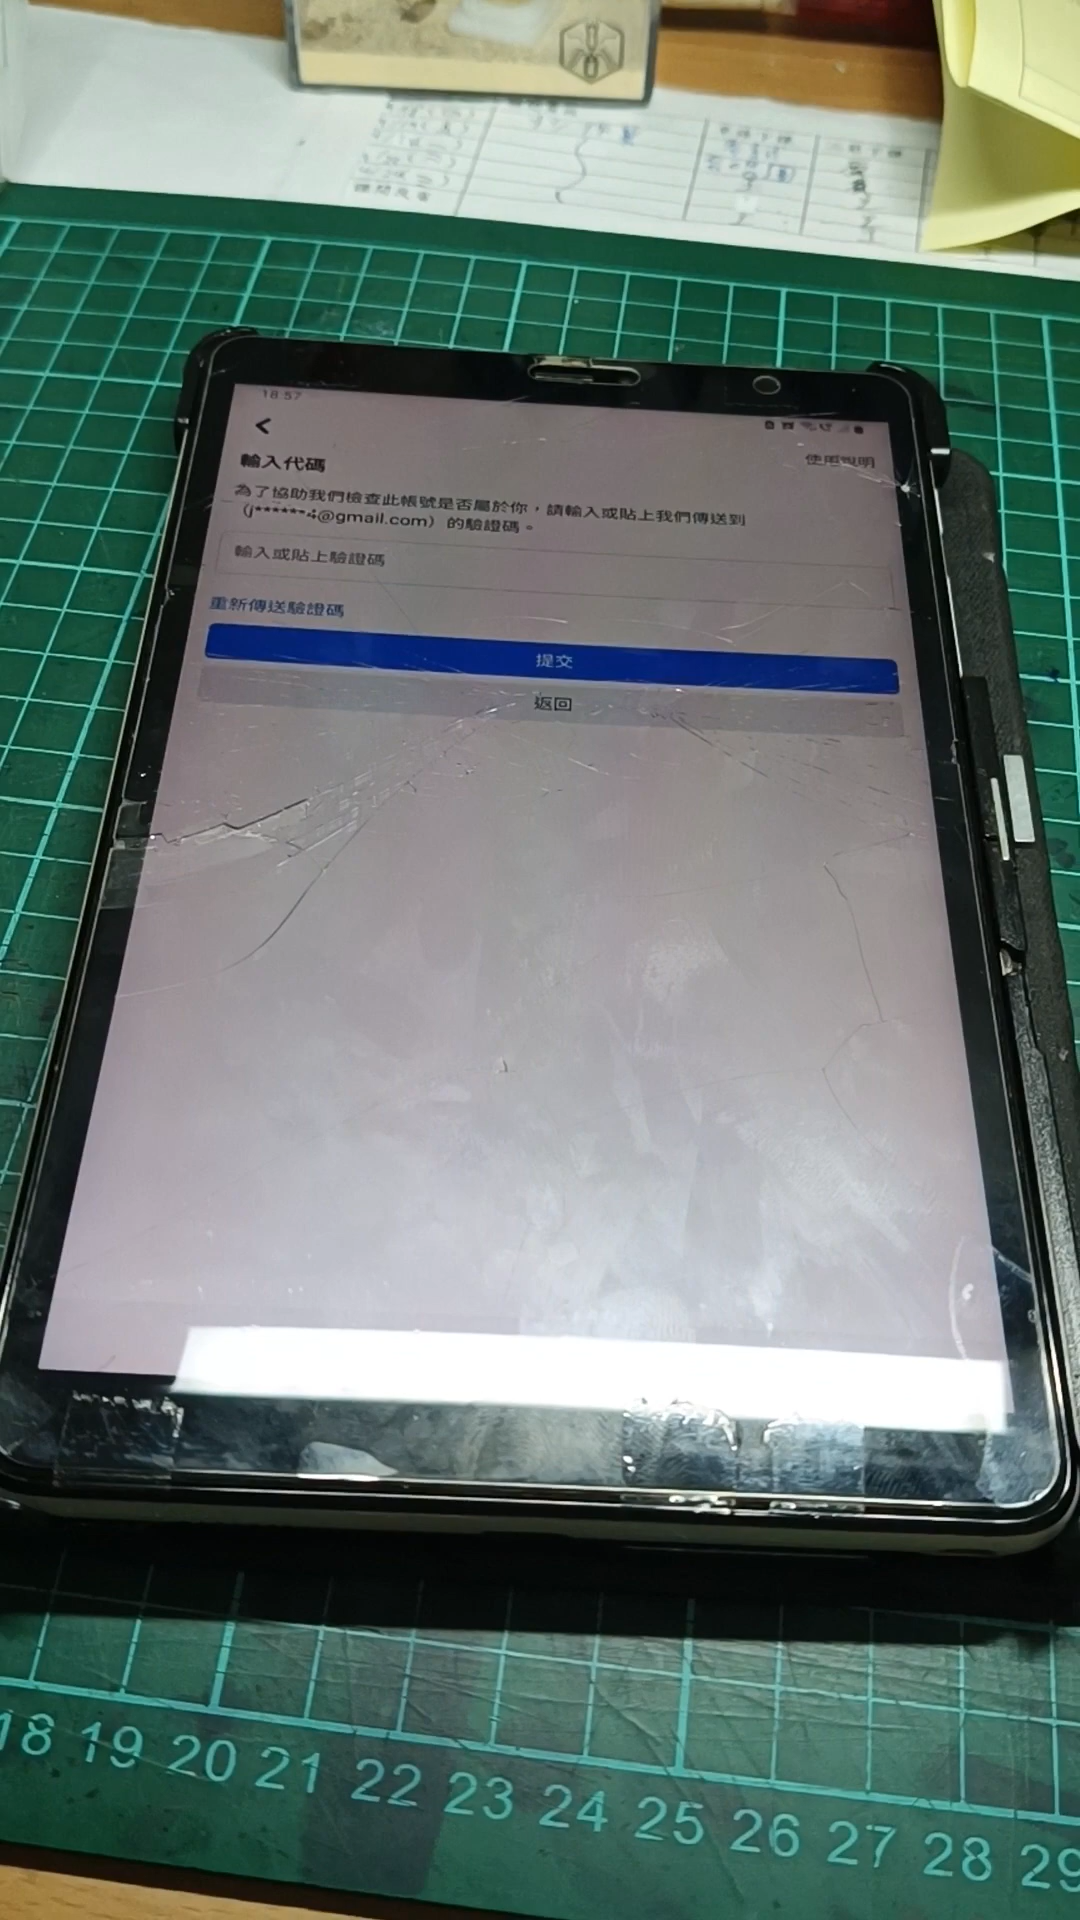 18:57
輸入代碼
使用說明
為了協助我們檢查此帳號是否屬於你，請輸入或貼上我們傳送到
（j******4@gmail.com）的驗證碼。
輸入或貼上驗證碼
重新傳送驗證碼
提交
返回
18 19 20 21 22 23 24 25 26 27 28 29